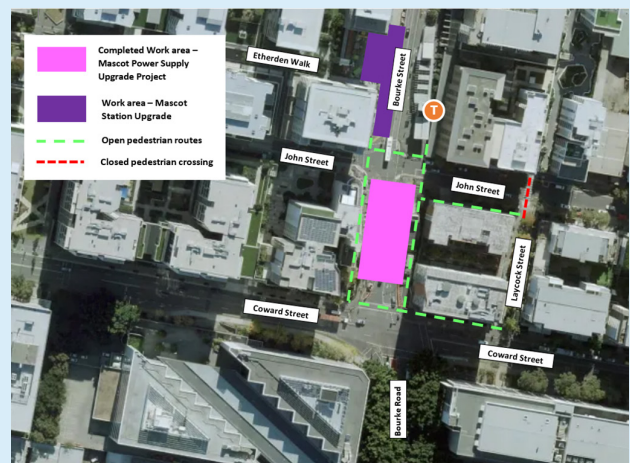 Completed Work area –
Mascot Power Supply
Upgrade Project
Work area – Mascot
Station Upgrade
Open pedestrian routes
Closed pedestrian crossing
Etherden Walk
Bourke Street
T
John Street
John Street
Laycock Street
Coward Street
Coward Street
Bourke Road